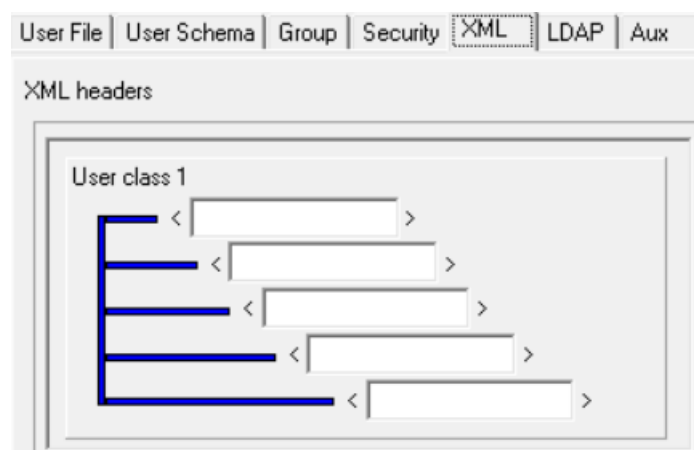 User File User Schema Group Security XML LDAP Aux
XML headers
User class 1
< >
< >
< >
< >
< >